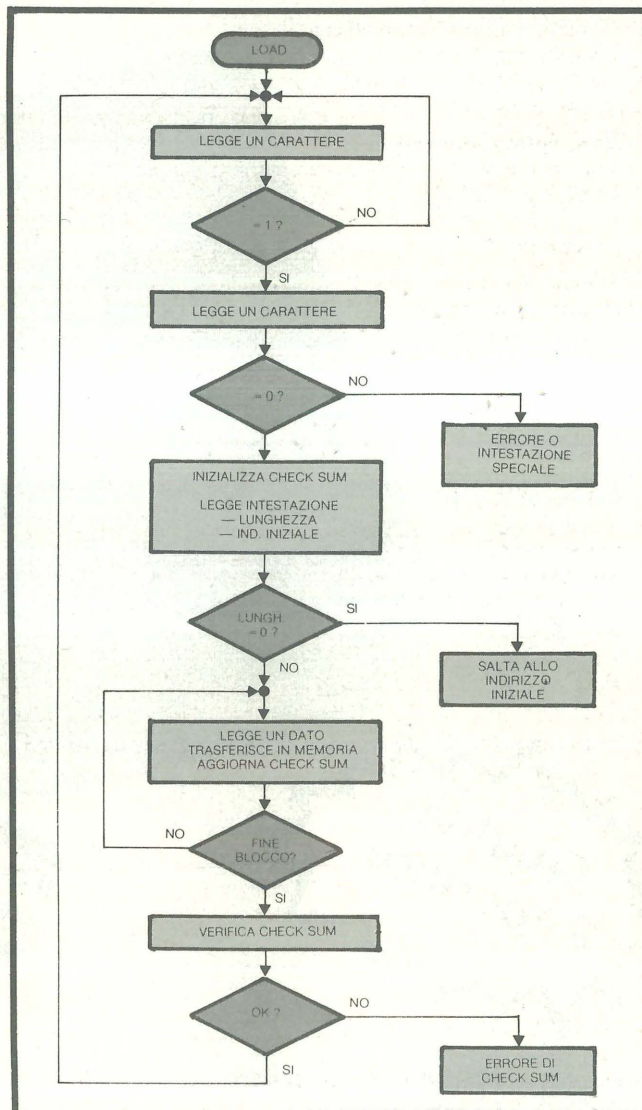 LOAD
LEGGE UN CARATTERE
= 1 ?
NO
SI
LEGGE UN CARATTERE
= 0 ?
NO
ERRORE O
INTESTAZIONE
SPECIALE
INIZIALIZZA CHECK SUM
LEGGE INTESTAZIONE
— LUNGHEZZA
— IND. INIZIALE
LUNGH.
= 0 ?
SI
NO
SALTA ALLO
INDIRIZZO
INIZIALE
LEGGE UN DATO
TRASFERISCE IN MEMORIA
AGGIORNA CHECK SUM
NO
FINE
BLOCCO?
SI
VERIFICA CHECK SUM
OK ?
NO
SI
ERRORE DI
CHECK SUM